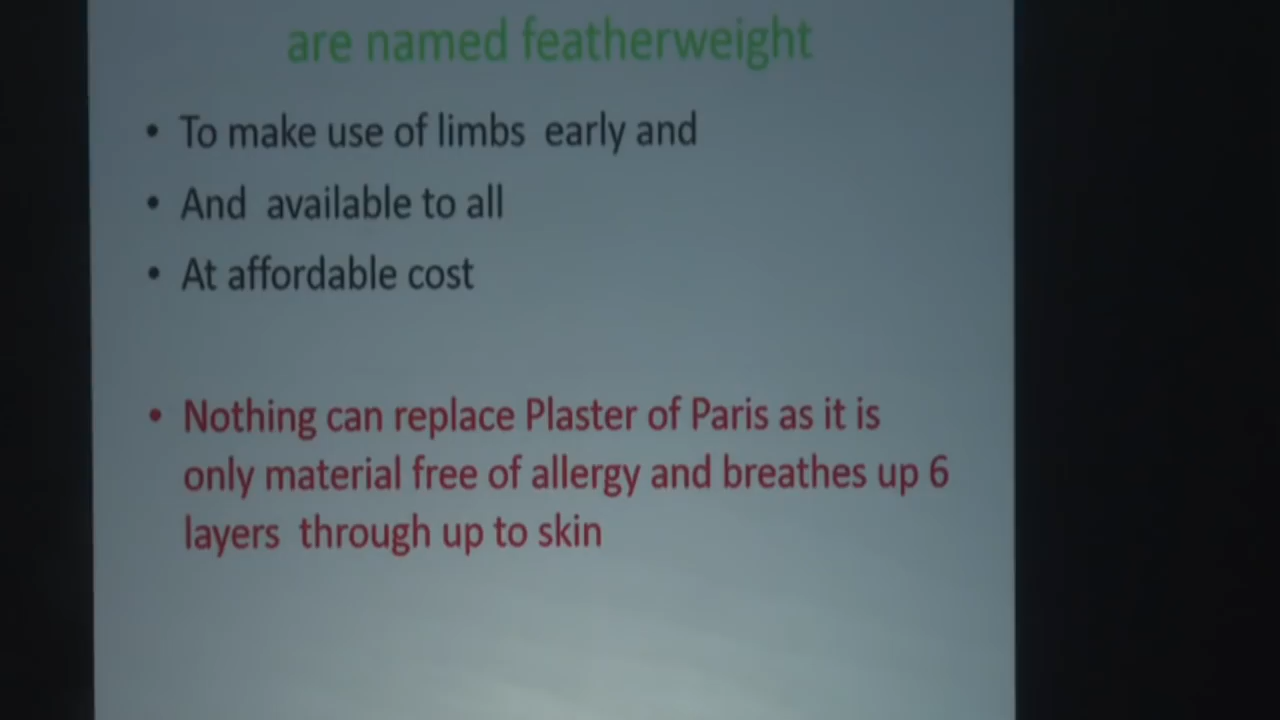 are named featherweight
• To make use of limbs early and
• And available to all
• At affordable cost
• Nothing can replace Plaster of Paris as it is
only material free of allergy and breathes up 6
layers through up to skin